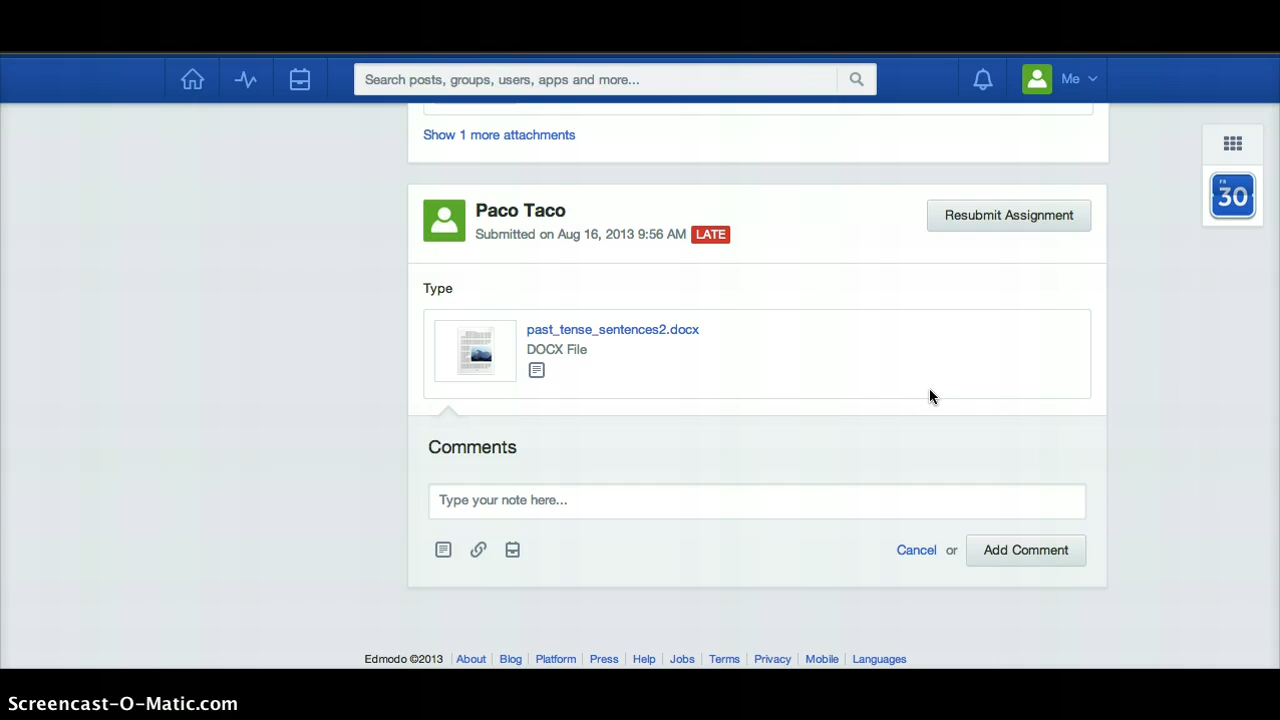 Search posts, groups, users, apps and more...
Me
Show 1 more attachments
30
Paco Taco
Submitted on Aug 16, 2013 9:56 AM LATE
Resubmit Assignment
Type
past_tense_sentences2.docx
DOCX File
Comments
Type your note here...
Cancel or Add Comment
Edmodo ©2013 About Blog Platform Press Help Jobs Terms Privacy Mobile Languages
Screencast-O-Matic.com